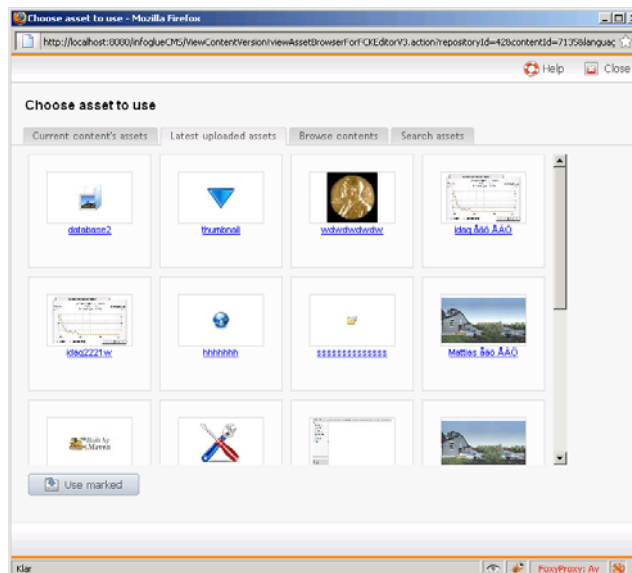 Choose asset to use - Mozilla Firefox
http://localhost:8080/infoglueCMS/ViewContentVersion!viewAssetBrowserForFCKEditorV3.action?repositoryId=42&contentId=7135&languag
Help Close
Choose asset to use
Current content's assets Latest uploaded assets Browse contents Search assets
database2 thumbnail wdwdwdwdw idag åäö ÅÄÖ
idag2221w hhhhhhh ssssssssssssss Mattias åäö ÅÄÖ
Built by
Maven
Use marked
Klar FoxyProxy: Av